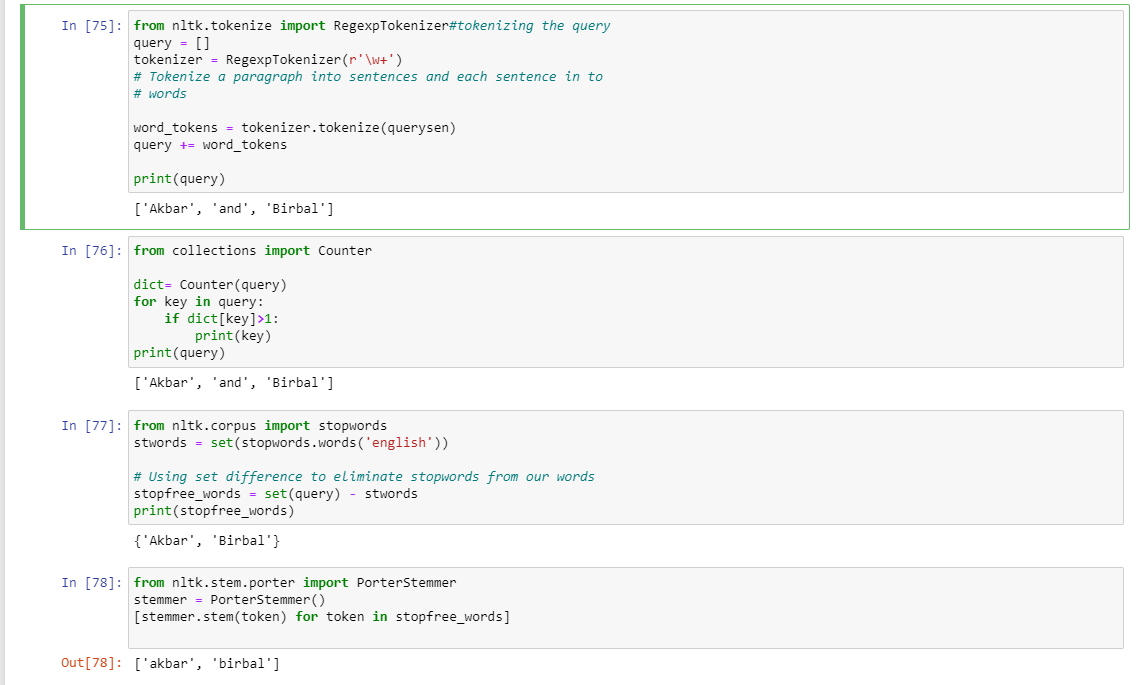 In [75]: from nltk.tokenize import RegexpTokenizer#tokenizing the query
query = []
tokenizer = RegexpTokenizer(r'\w+')
# Tokenize a paragraph into sentences and each sentence in to
# words
word_tokens = tokenizer.tokenize(querysen)
query += word_tokens
print(query)
['Akbar', 'and', 'Birbal']
In [76]: from collections import Counter
dict= Counter(query)
for key in query:
    if dict[key]>1:
        print(key)
print(query)
['Akbar', 'and', 'Birbal']
In [77]: from nltk.corpus import stopwords
stwords = set(stopwords.words('english'))
# Using set difference to eliminate stopwords from our words
stopfree_words = set(query) - stwords
print(stopfree_words)
{'Akbar', 'Birbal'}
In [78]: from nltk.stem.porter import PorterStemmer
stemmer = PorterStemmer()
[stemmer.stem(token) for token in stopfree_words]
Out[78]: ['akbar', 'birbal']